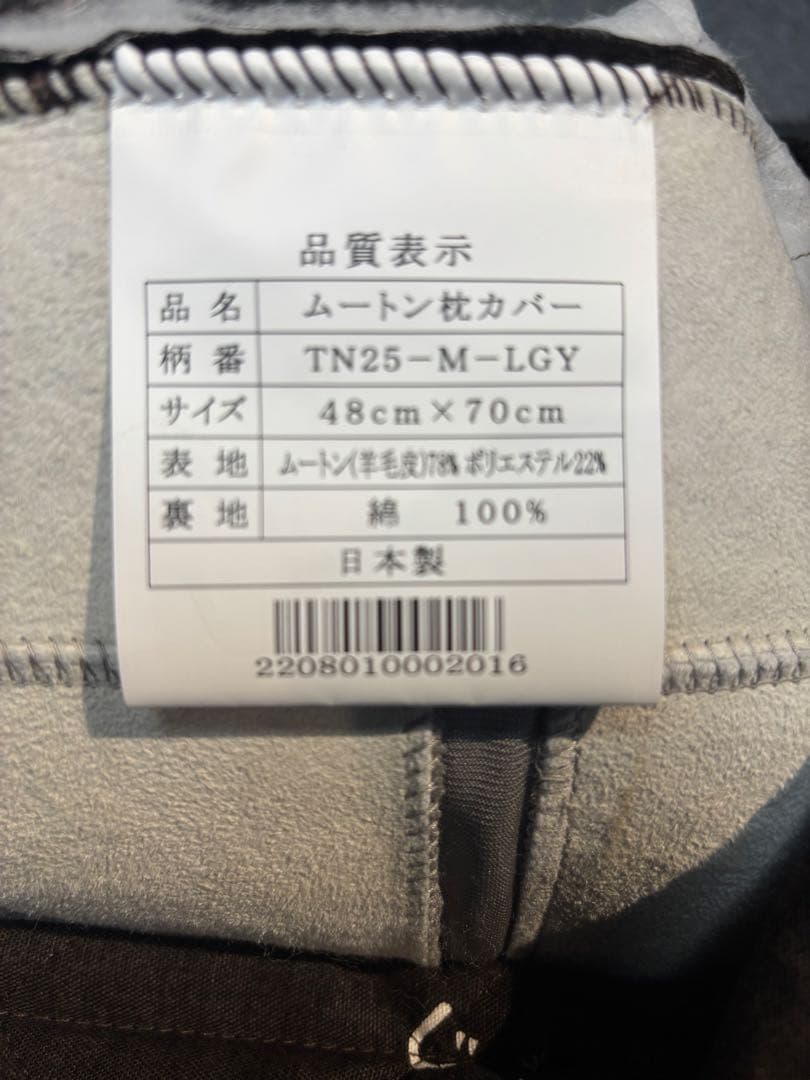 品質表示
品名 ムートン枕カバー
柄番 TN25-M-LGY
サイズ 48cm×70cm
表地 ムートン(羊毛皮)78% ポリエステル22%
裏地 綿 100%
日本製
2208010002016